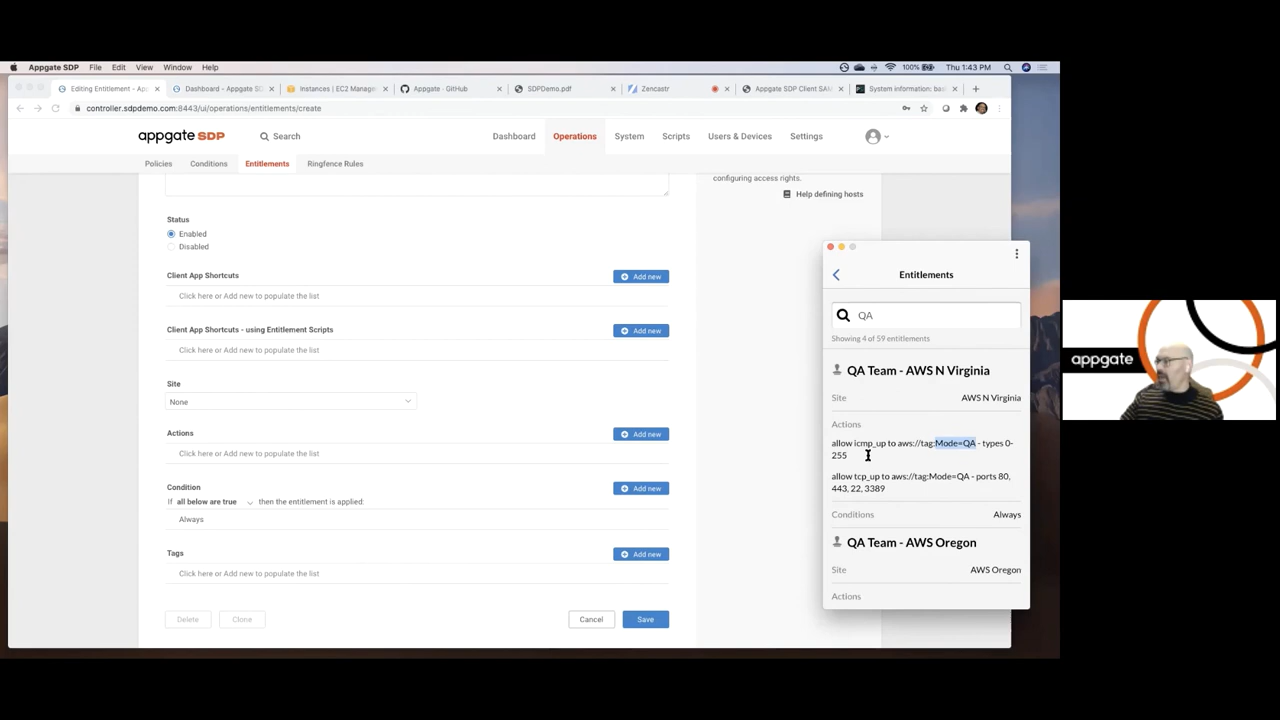 Appgate SDP File Edit View Window Help
100% Thu 1:43 PM
Editing Entitlement - Ap
Dashboard - Appgate S
Instances | EC2 Manage
Appgate · GitHub
SDPDemo.pdf
Zencastr
Appgate SDP Client SAM
System information: bas
controller.sdpdemo.com:8443/ui/operations/entitlements/create
appgate SDP
Search
Dashboard Operations System Scripts Users & Devices Settings
Policies Conditions Entitlements Ringfence Rules
configuring access rights.
Help defining hosts
Status
Enabled
Disabled
Client App Shortcuts
Add new
Click here or Add new to populate the list
Client App Shortcuts - using Entitlement Scripts
Add new
Click here or Add new to populate the list
Site
None
Actions
Add new
Click here or Add new to populate the list
Condition
Add new
If all below are true then the entitlement is applied:
Always
Tags
Add new
Click here or Add new to populate the list
Delete Clone Cancel Save
Entitlements
QA
Showing 4 of 59 entitlements
QA Team - AWS N Virginia
Site AWS N Virginia
Actions
allow icmp_up to aws://tag:Mode=QA - types 0-
255
allow tcp_up to aws://tag:Mode=QA - ports 80,
443, 22, 3389
Conditions Always
QA Team - AWS Oregon
Site AWS Oregon
Actions
appgate